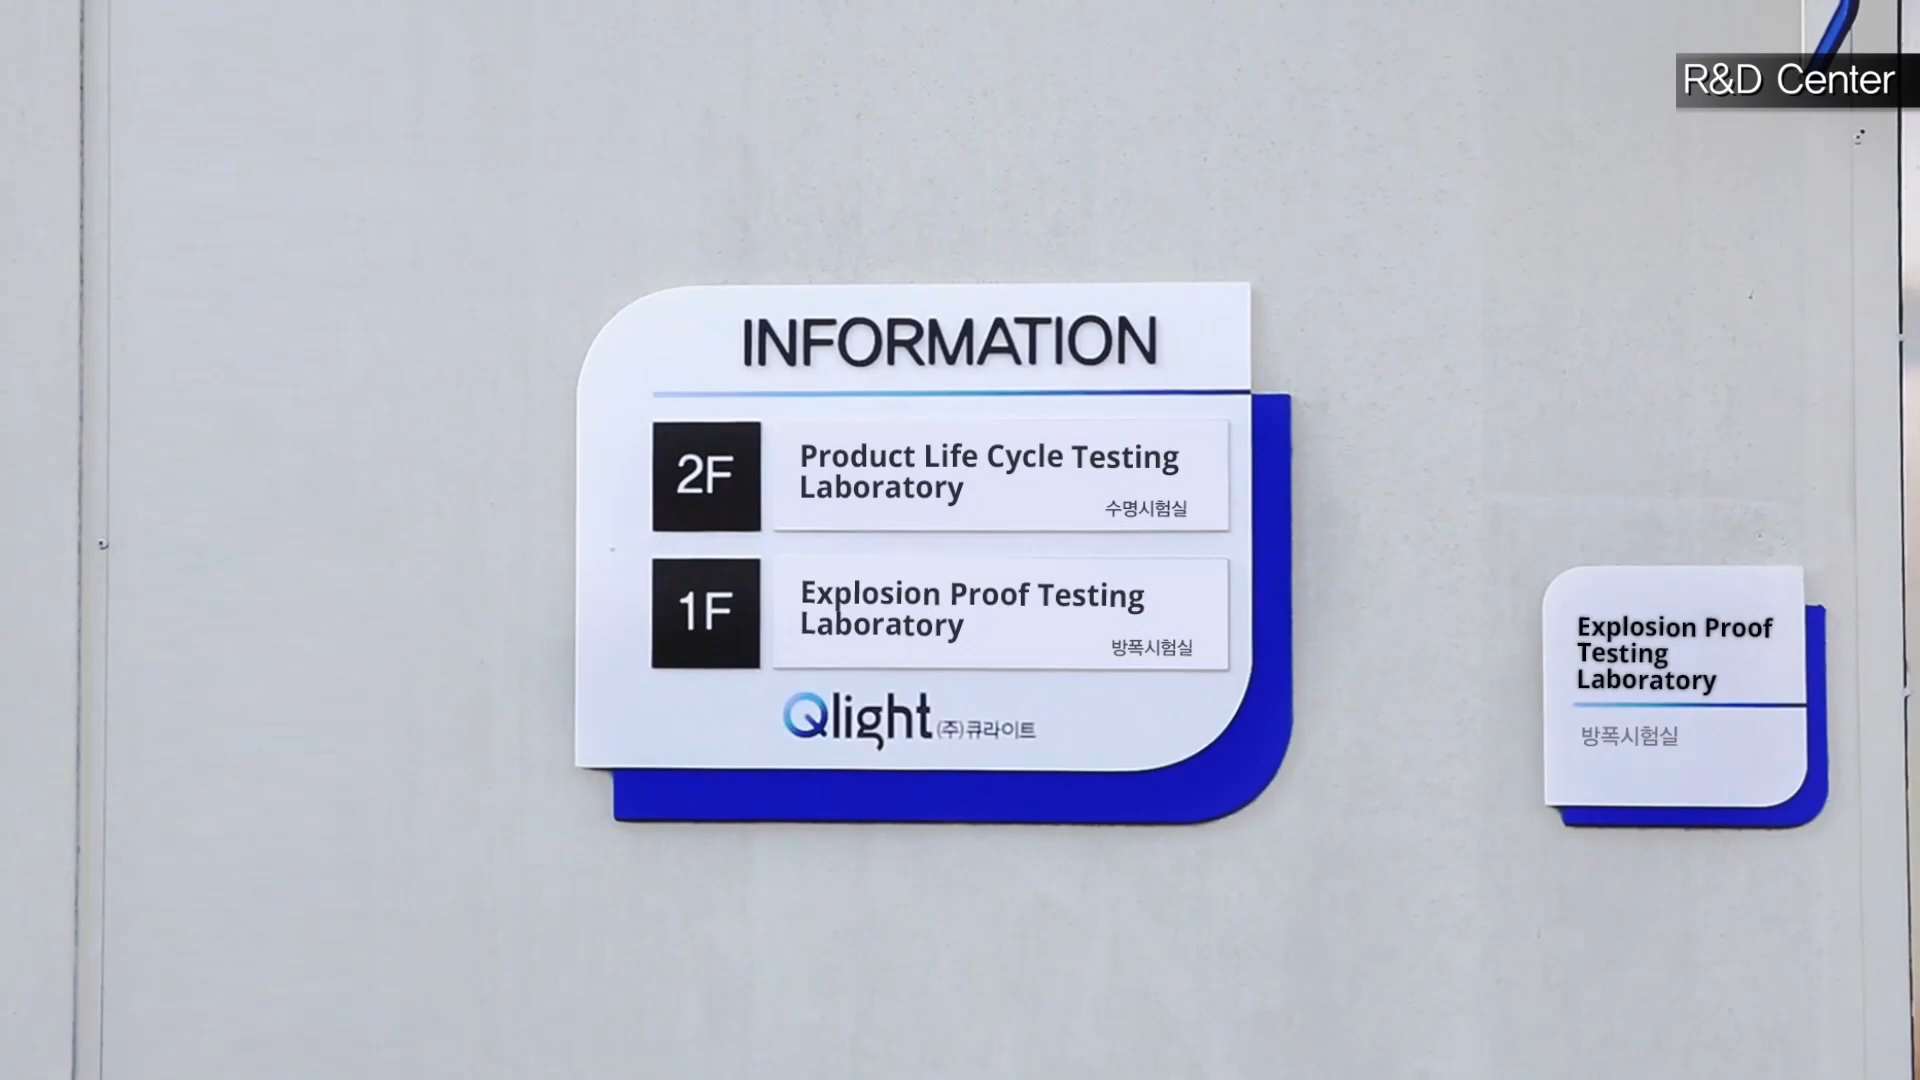 R&D Center
INFORMATION
2F
Product Life Cycle Testing
Laboratory
수명시험실
1F
Explosion Proof Testing
Laboratory
방폭시험실
Qlight (주)큐라이트
Explosion Proof
Testing
Laboratory
방폭시험실